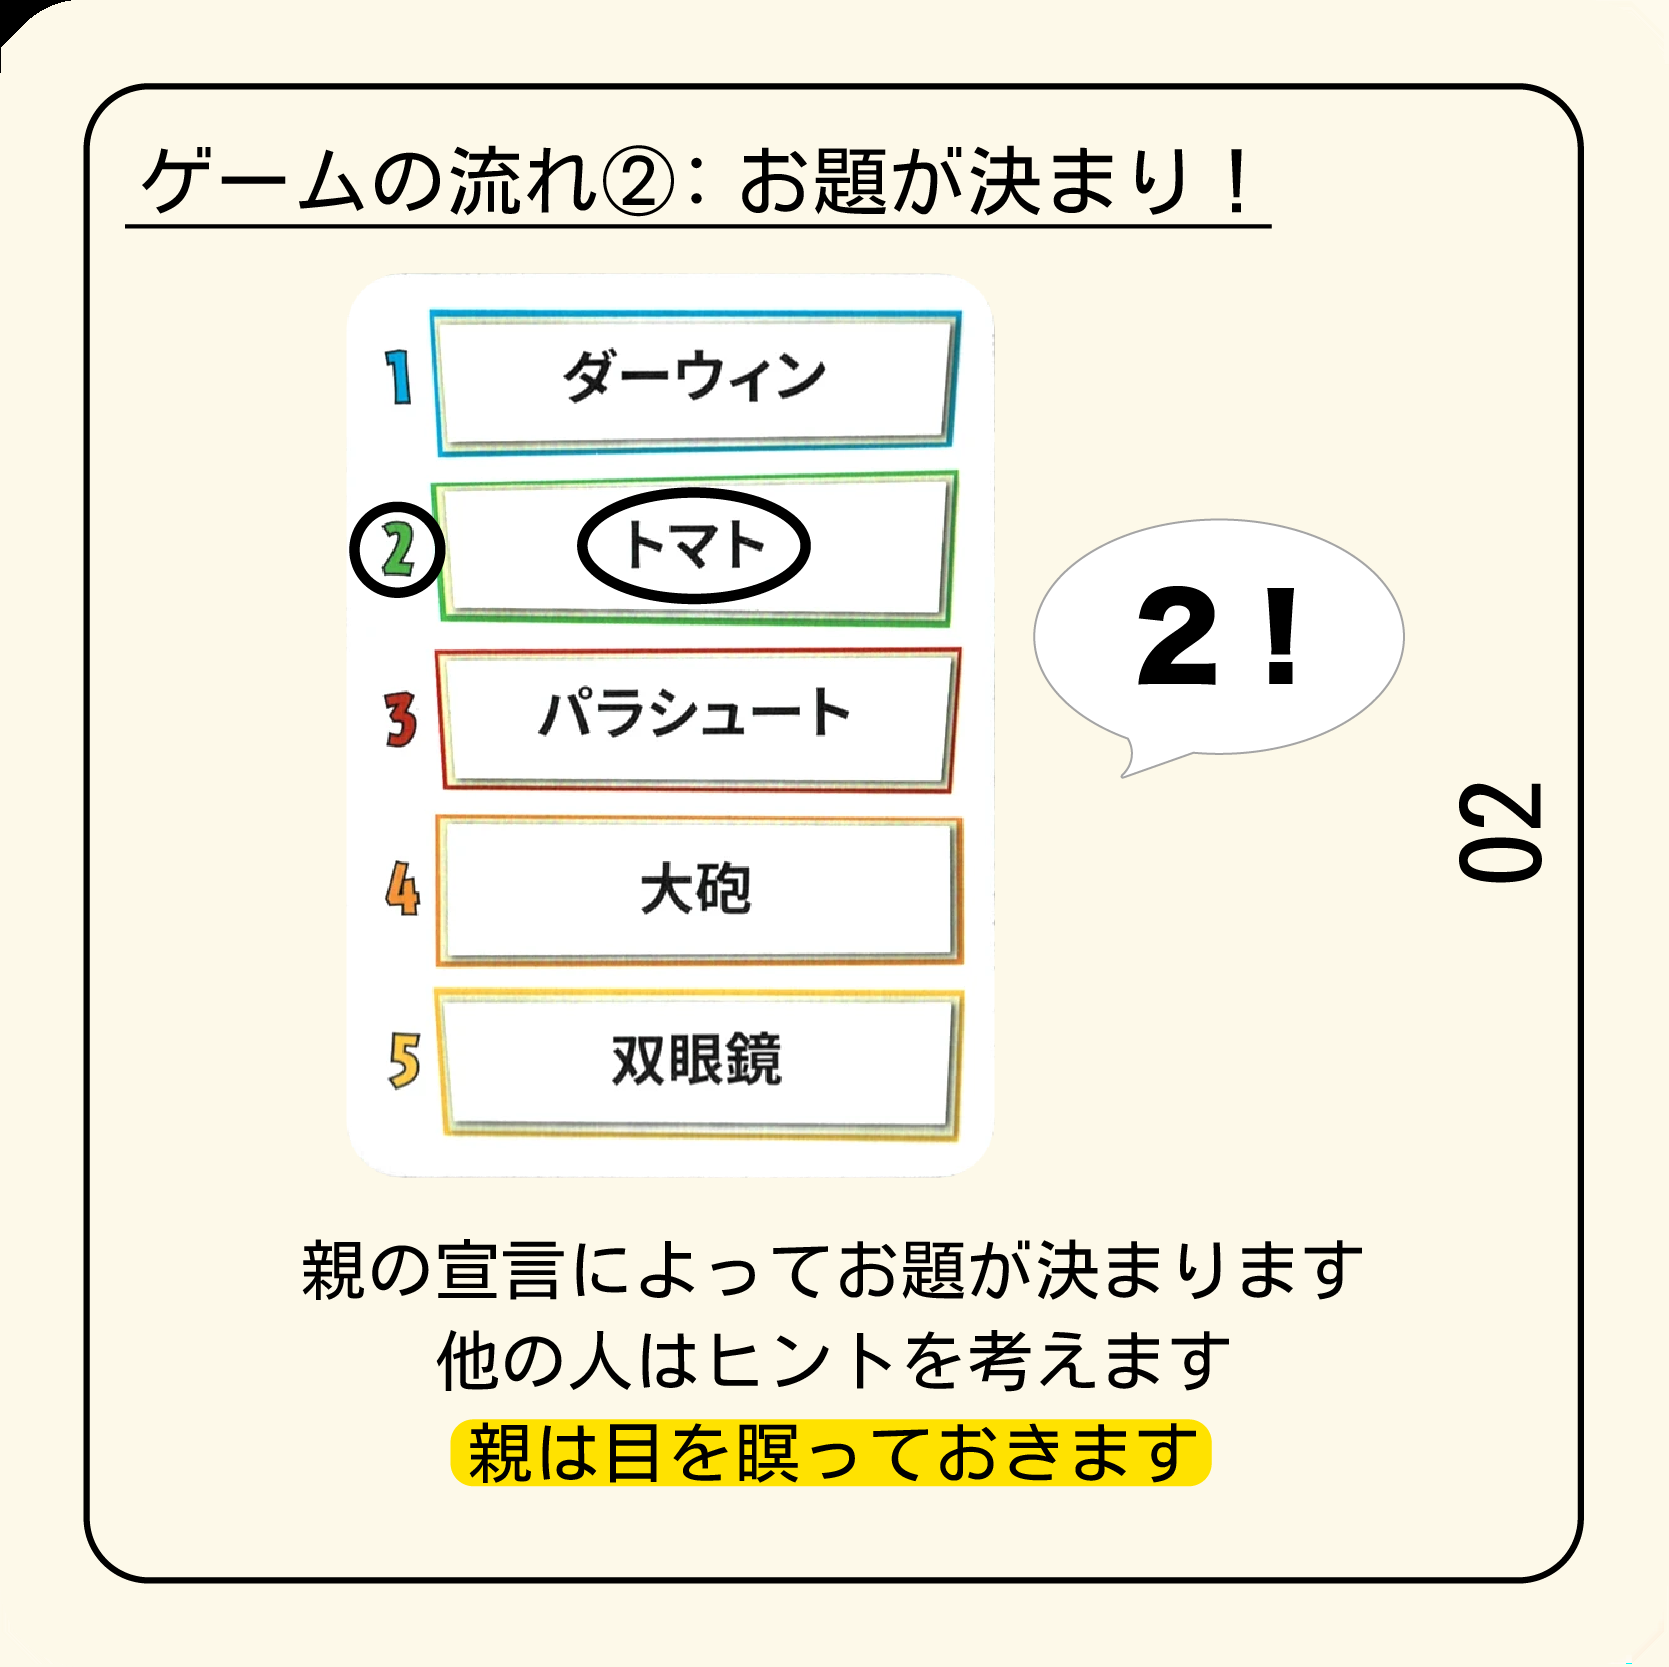 ゲームの流れ②：お題が決まり！
1 ダーウィン
2 トマト
2！
3 パラシュート
4 大砲
5 双眼鏡
02
親の宣言によってお題が決まります
他の人はヒントを考えます
親は目を瞑っておきます